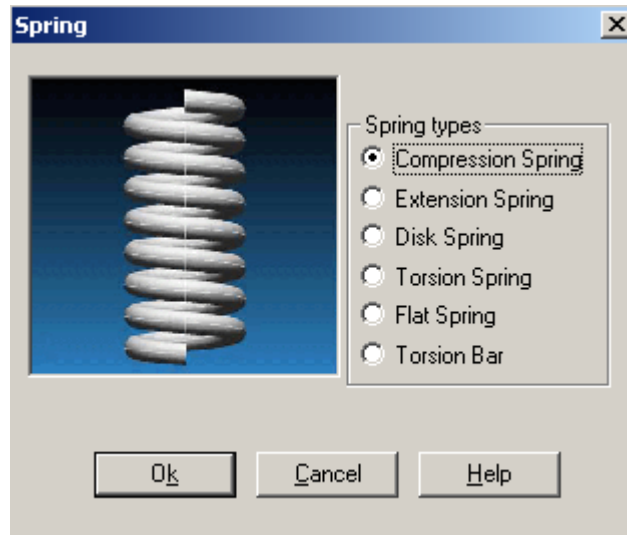 Spring
Spring types
Compression Spring
Extension Spring
Disk Spring
Torsion Spring
Flat Spring
Torsion Bar
Ok
Cancel
Help